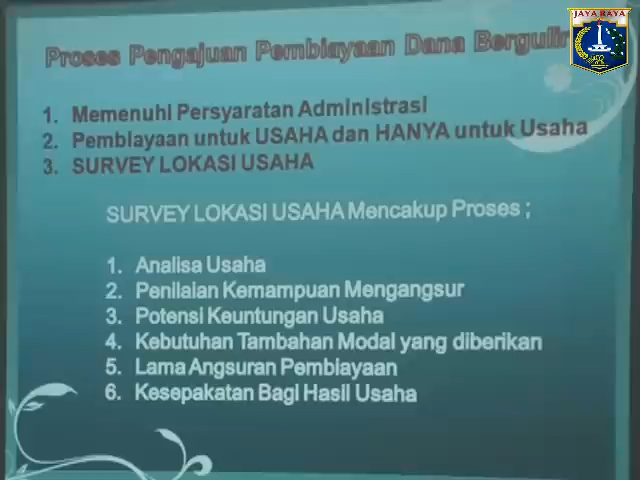 JAYA RAYA
Proses Pengajuan Pembiayaan Dana Bergulir
1. Memenuhi Persyaratan Administrasi
2. Pembiayaan untuk USAHA dan HANYA untuk Usaha
3. SURVEY LOKASI USAHA
SURVEY LOKASI USAHA Mencakup Proses ;
1. Analisa Usaha
2. Penilaian Kemampuan Mengangsur
3. Potensi Keuntungan Usaha
4. Kebutuhan Tambahan Modal yang diberikan
5. Lama Angsuran Pembiayaan
6. Kesepakatan Bagi Hasil Usaha